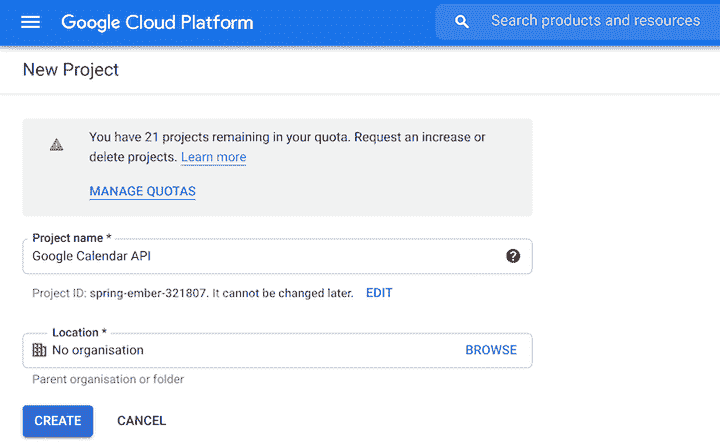 Google Cloud Platform
Search products and resources
New Project
You have 21 projects remaining in your quota. Request an increase or
delete projects. Learn more
MANAGE QUOTAS
Project name *
Google Calendar API
Project ID: spring-ember-321807. It cannot be changed later. EDIT
Location *
No organisation BROWSE
Parent organisation or folder
CREATE CANCEL